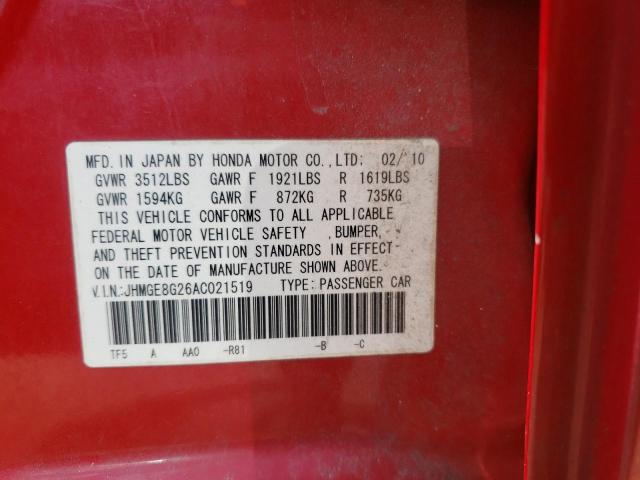 MFD. IN JAPAN BY HONDA MOTOR CO.,LTD: 02/'10
GVWR 3512LBS GAWR F 1921LBS R 1619LBS
GVWR 1594KG GAWR F 872KG R 735KG
THIS VEHICLE CONFORMS TO ALL APPLICABLE
FEDERAL MOTOR VEHICLE SAFETY , BUMPER,
AND THEFT PREVENTION STANDARDS IN EFFECT
ON THE DATE OF MANUFACTURE SHOWN ABOVE.
V.I.N.:JHMGE8G26AC021519 TYPE: PASSENGER CAR
TF5 A AAO -R81 -B -C